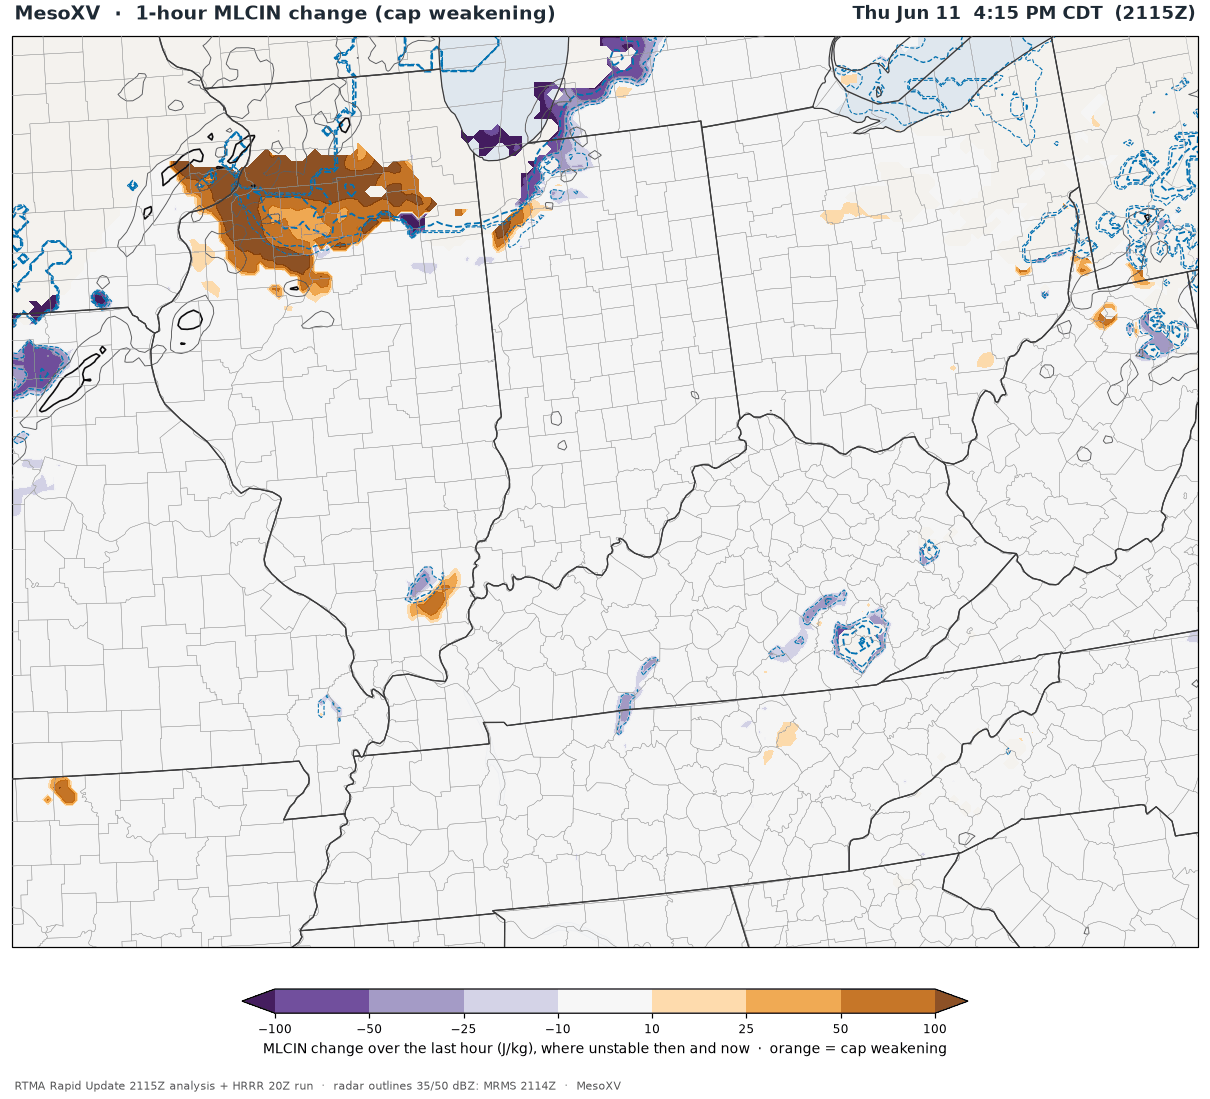 MesoXV · 1-hour MLCIN change (cap weakening)
Thu Jun 11 4:15 PM CDT (2115Z)
−100 −50 −25 −10 10 25 50 100
MLCIN change over the last hour (J/kg), where unstable then and now · orange = cap weakening
RTMA Rapid Update 2115Z analysis + HRRR 20Z run · radar outlines 35/50 dBZ: MRMS 2114Z · MesoXV